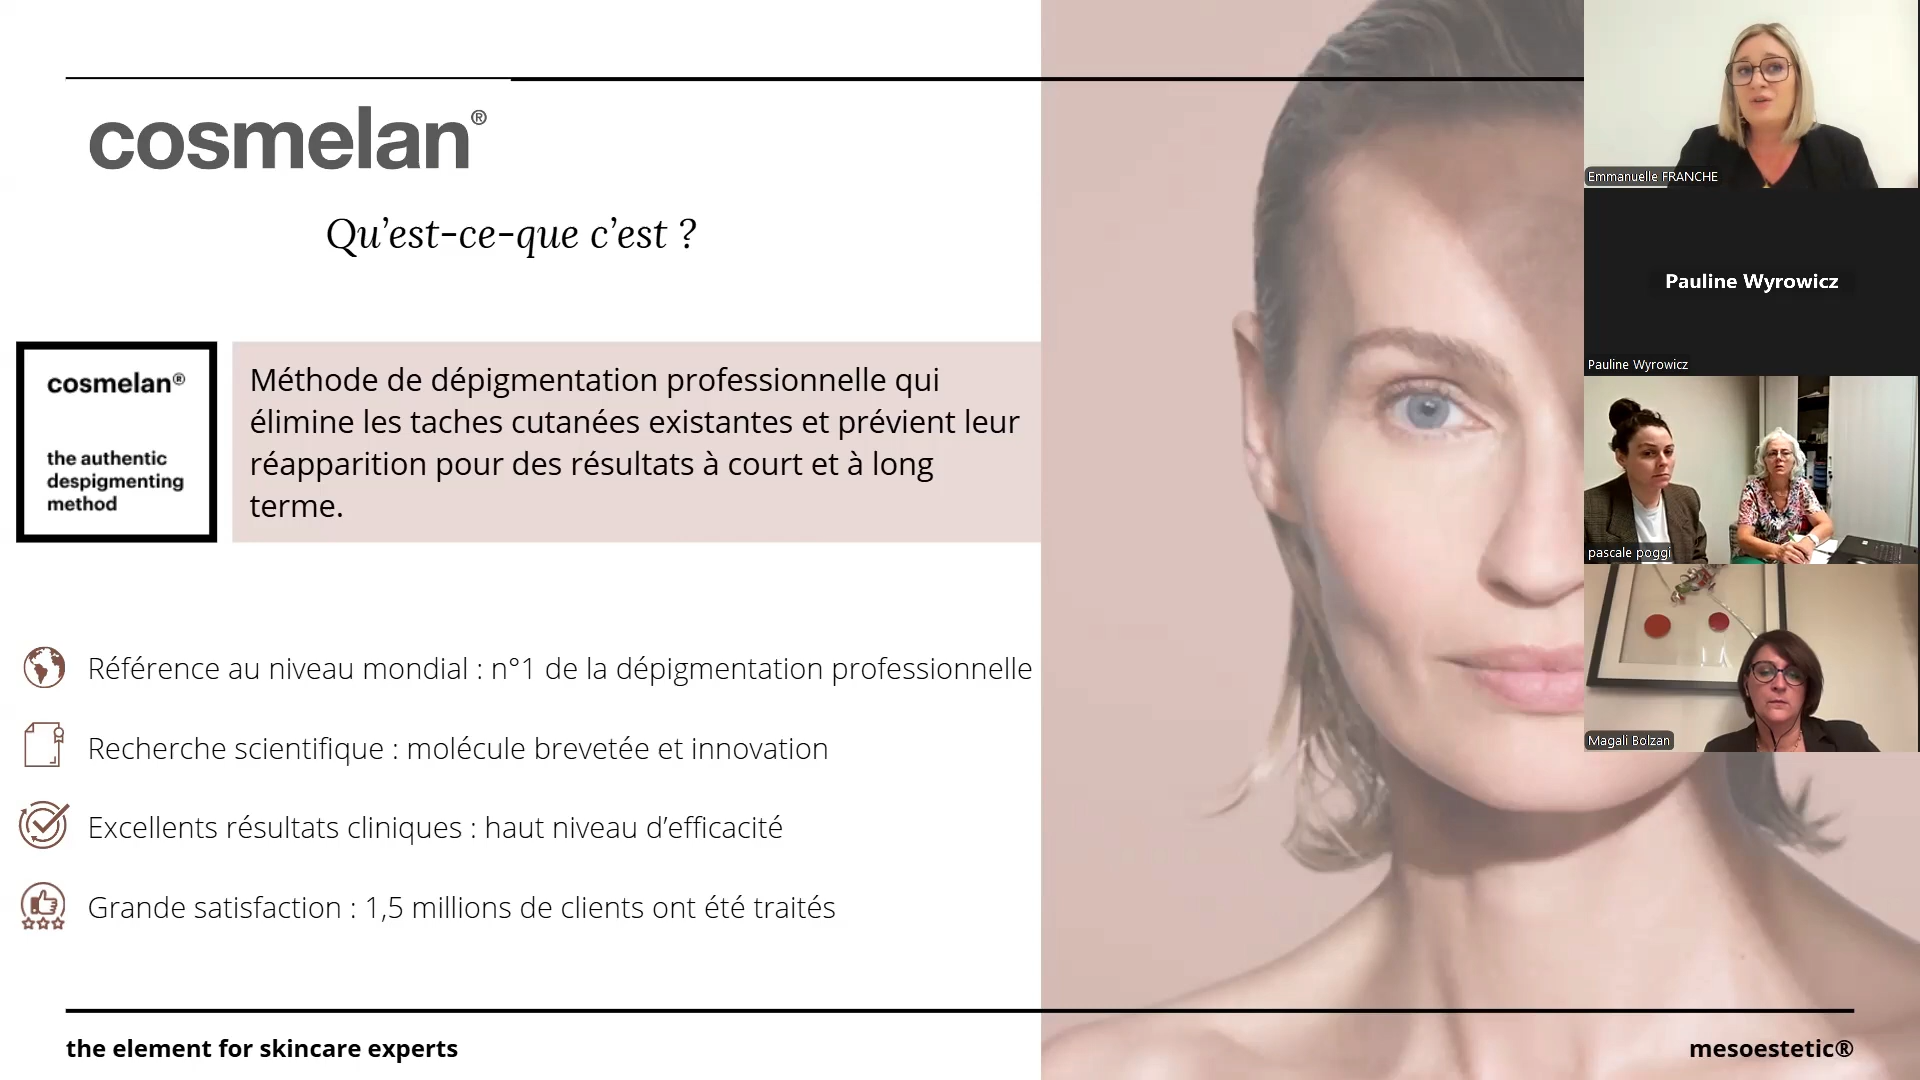 cosmelan®
Qu’est-ce-que c’est ?
cosmelan®
the authentic
despigmenting
method
Méthode de dépigmentation professionnelle qui
élimine les taches cutanées existantes et prévient leur
réapparition pour des résultats à court et à long
terme.
Référence au niveau mondial : n°1 de la dépigmentation professionnelle
Recherche scientifique : molécule brevetée et innovation
Excellents résultats cliniques : haut niveau d’efficacité
Grande satisfaction : 1,5 millions de clients ont été traités
the element for skincare experts
mesoestetic®
Emmanuelle FRANCHE
Pauline Wyrowicz
Pauline Wyrowicz
pascale poggi
Magali Bolzan